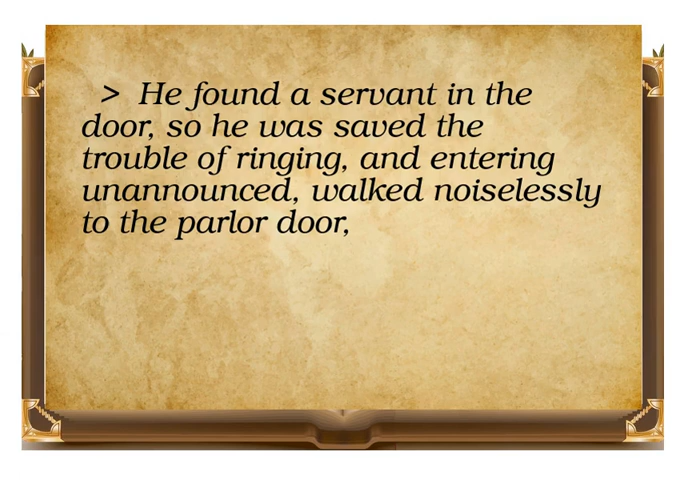 > He found a servant in the
door, so he was saved the
trouble of ringing, and entering
unannounced, walked noiselessly
to the parlor door,